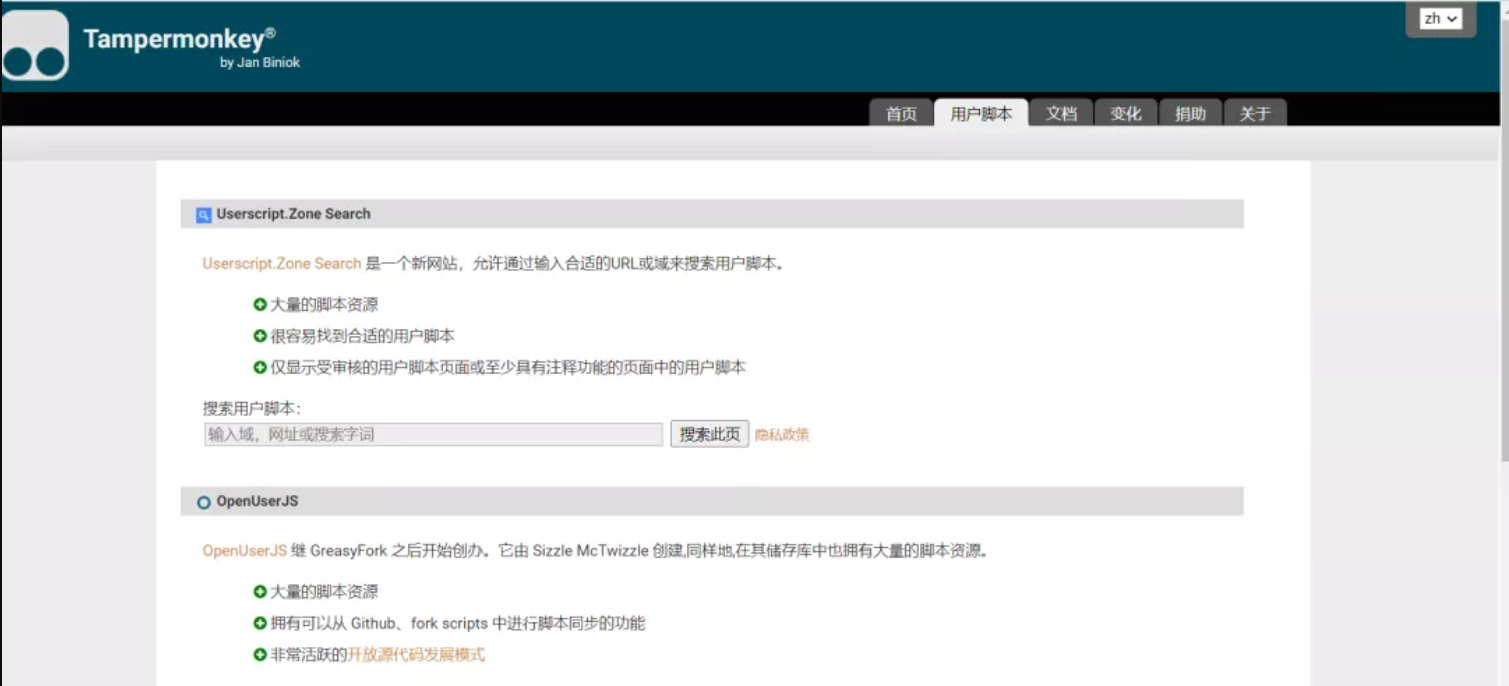 Tampermonkey®
by Jan Biniok
zh
首页 用户脚本 文档 变化 捐助 关于
Userscript.Zone Search
Userscript.Zone Search 是一个新网站，允许通过输入合适的URL或域来搜索用户脚本。
大量的脚本资源
很容易找到合适的用户脚本
仅显示受审核的用户脚本页面或至少具有注释功能的页面中的用户脚本
搜索用户脚本：
输入域，网址或搜索字词 搜索此页 隐私政策
OpenUserJS
OpenUserJS 继 GreasyFork 之后开始创办。它由 Sizzle McTwizzle 创建,同样地,在其储存库中也拥有大量的脚本资源。
大量的脚本资源
拥有可以从 Github、fork scripts 中进行脚本同步的功能
非常活跃的开放源代码发展模式